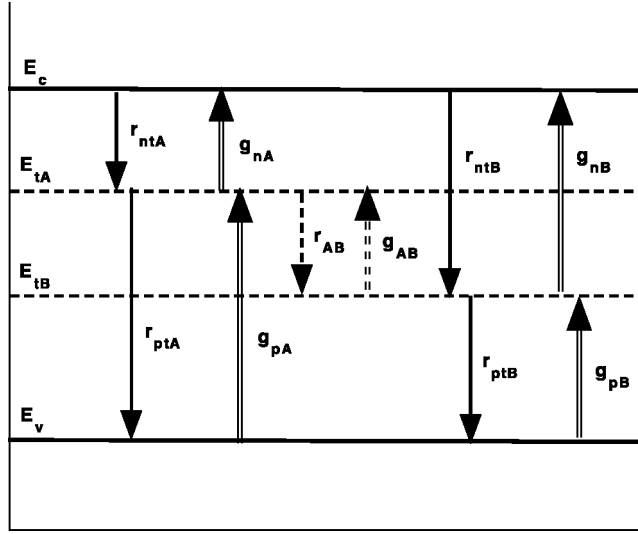 E_c
r_ntA
g_nA
r_ntB
g_nB
E_tA
r_AB
g_AB
E_tB
r_ptA
g_pA
r_ptB
g_pB
E_v